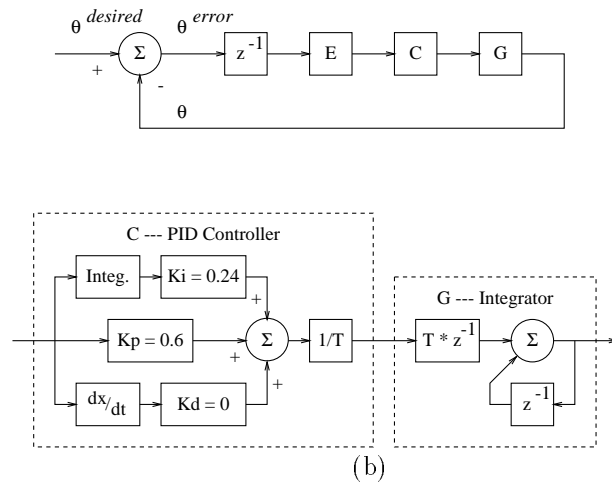 θ desired
θ error
Σ
+
-
z -1
E
C
G
θ
C --- PID Controller
Integ.
Ki = 0.24
+
Kp = 0.6
+
Σ
1/T
dx/dt
Kd = 0
+
G --- Integrator
T * z -1
Σ
z -1
(b)